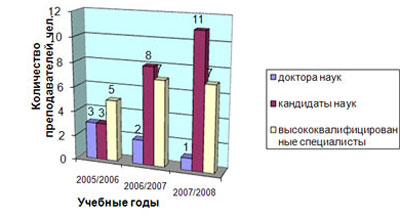 Количество
преподавателей, чел.
12
10
8
6
4
2
0
3 3 5
2 8 7
1 11 7
2005/2006
2006/2007
2007/2008
Учебные годы
доктора наук
кандидаты наук
высококвалифицирован
ные специалисты